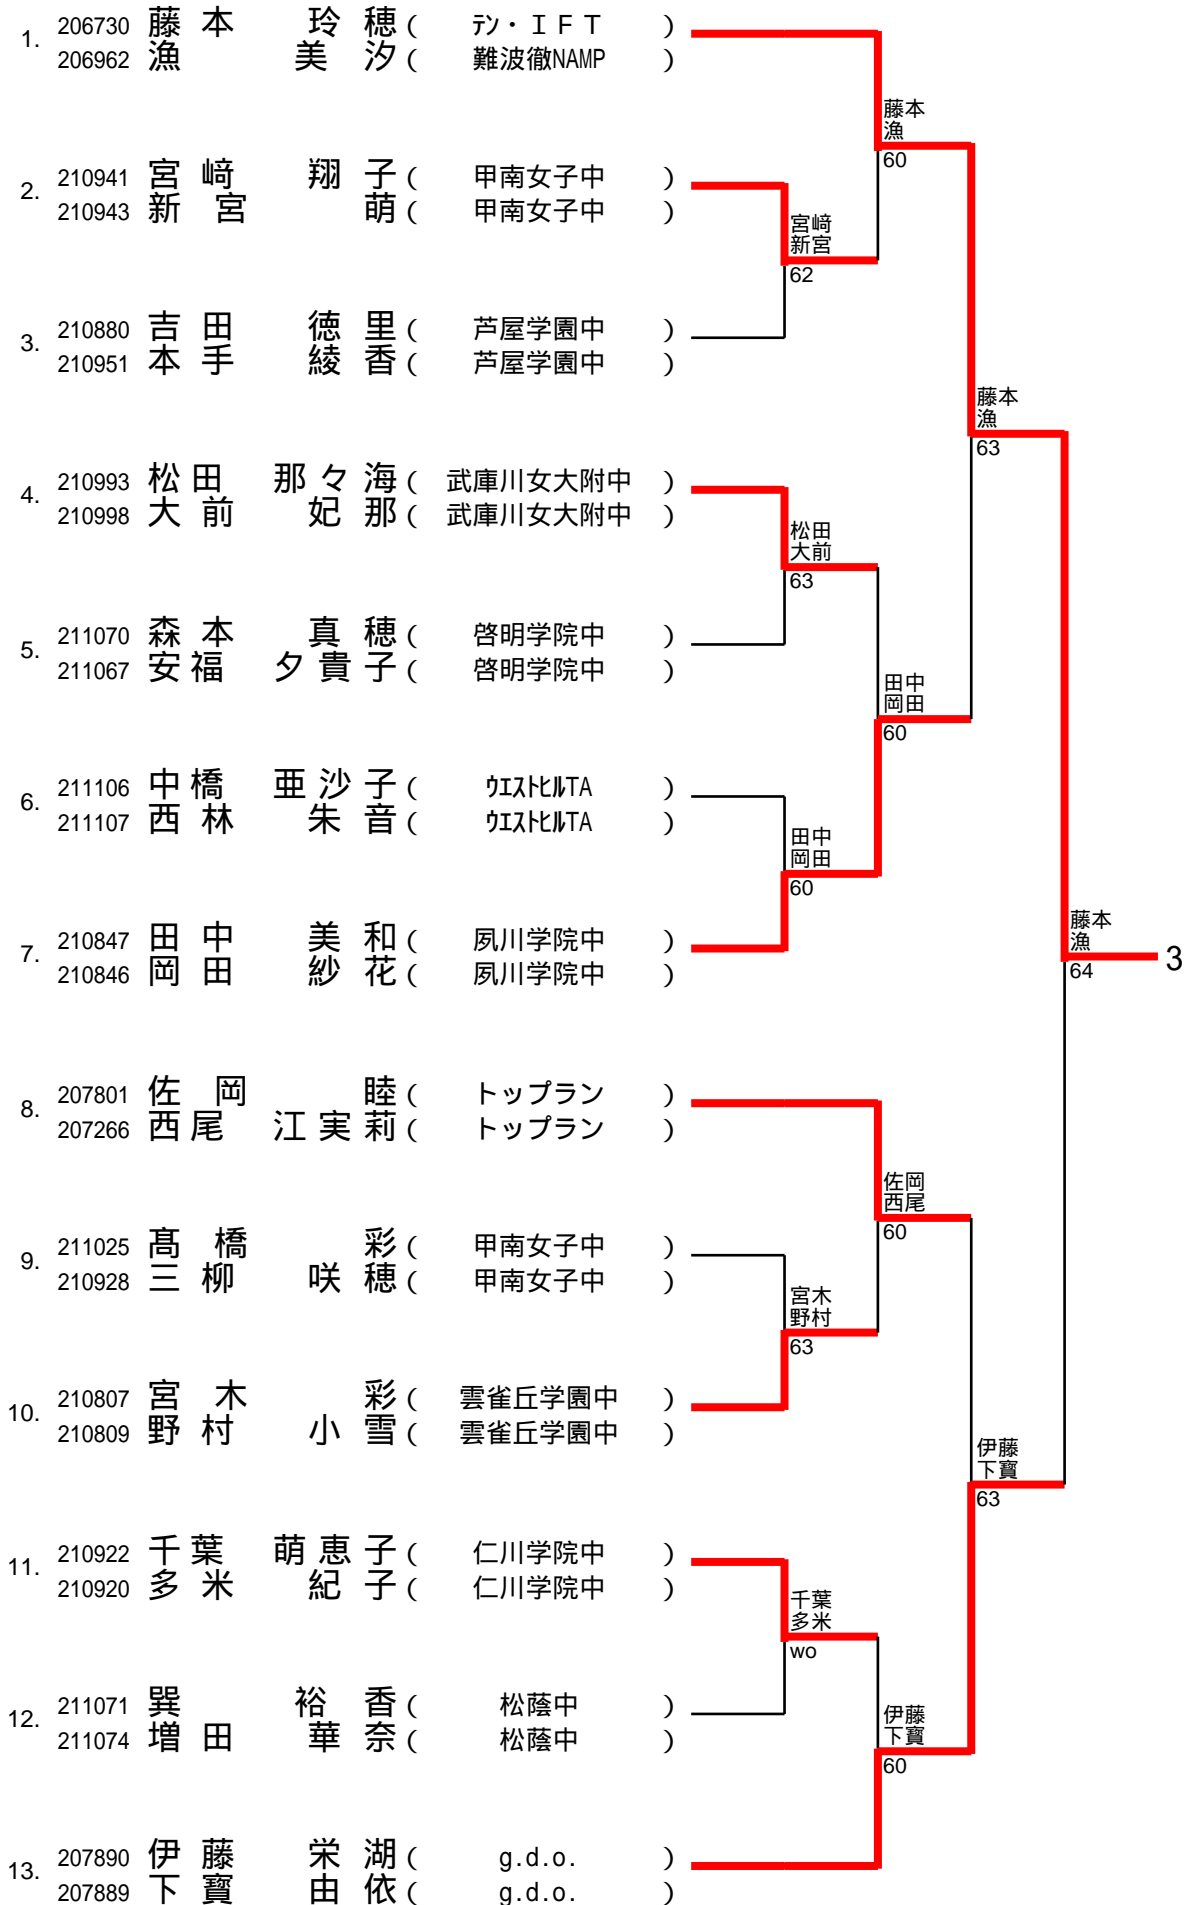 1. 206730 藤本 玲穂 ( テン・ＩＦＴ )
206962 漁 美汐 ( 難波徹NAMP )
藤本
漁
60
2. 210941 宮﨑 翔子 ( 甲南女子中 )
210943 新宮 萌 ( 甲南女子中 )
宮﨑
新宮
62
3. 210880 吉田 徳里 ( 芦屋学園中 )
210951 本手 綾香 ( 芦屋学園中 )
藤本
漁
63
4. 210993 松田 那々海 ( 武庫川女大附中 )
210998 大前 妃那 ( 武庫川女大附中 )
松田
大前
63
5. 211070 森本 真穂 ( 啓明学院中 )
211067 安福 夕貴子 ( 啓明学院中 )
田中
岡田
60
6. 211106 中橋 亜沙子 ( ｳｴｽﾄﾋﾙTA )
211107 西林 朱音 ( ｳｴｽﾄﾋﾙTA )
田中
岡田
60
7. 210847 田中 美和 ( 夙川学院中 )
210846 岡田 紗花 ( 夙川学院中 )
藤本
漁
64
3
8. 207801 佐岡 睦 ( トップラン )
207266 西尾 江実莉 ( トップラン )
佐岡
西尾
60
9. 211025 髙橋 彩 ( 甲南女子中 )
210928 三柳 咲穂 ( 甲南女子中 )
宮木
野村
63
10. 210807 宮木 彩 ( 雲雀丘学園中 )
210809 野村 小雪 ( 雲雀丘学園中 )
伊藤
下寳
63
11. 210922 千葉 萌恵子 ( 仁川学院中 )
210920 多米 紀子 ( 仁川学院中 )
千葉
多米
wo
12. 211071 巽 裕香 ( 松蔭中 )
211074 増田 華奈 ( 松蔭中 )
伊藤
下寳
60
13. 207890 伊藤 栄湖 ( g.d.o. )
207889 下寳 由依 ( g.d.o. )